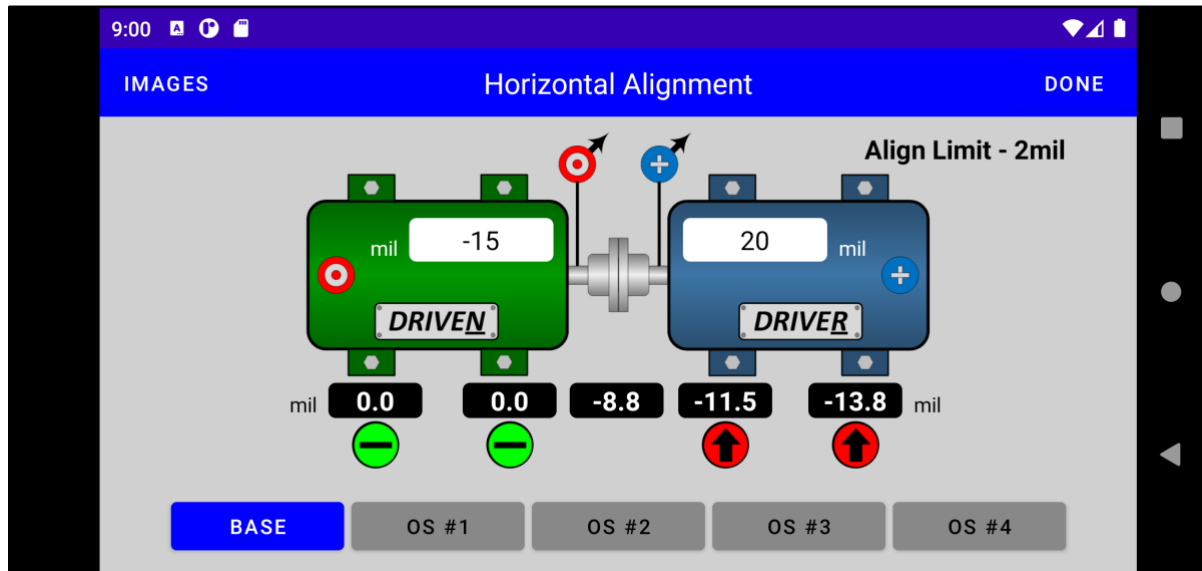 9:00
IMAGES Horizontal Alignment DONE
Align Limit - 2mil
mil -15 20 mil
DRIVEN DRIVER
mil 0.0 0.0 -8.8 -11.5 -13.8 mil
BASE OS #1 OS #2 OS #3 OS #4